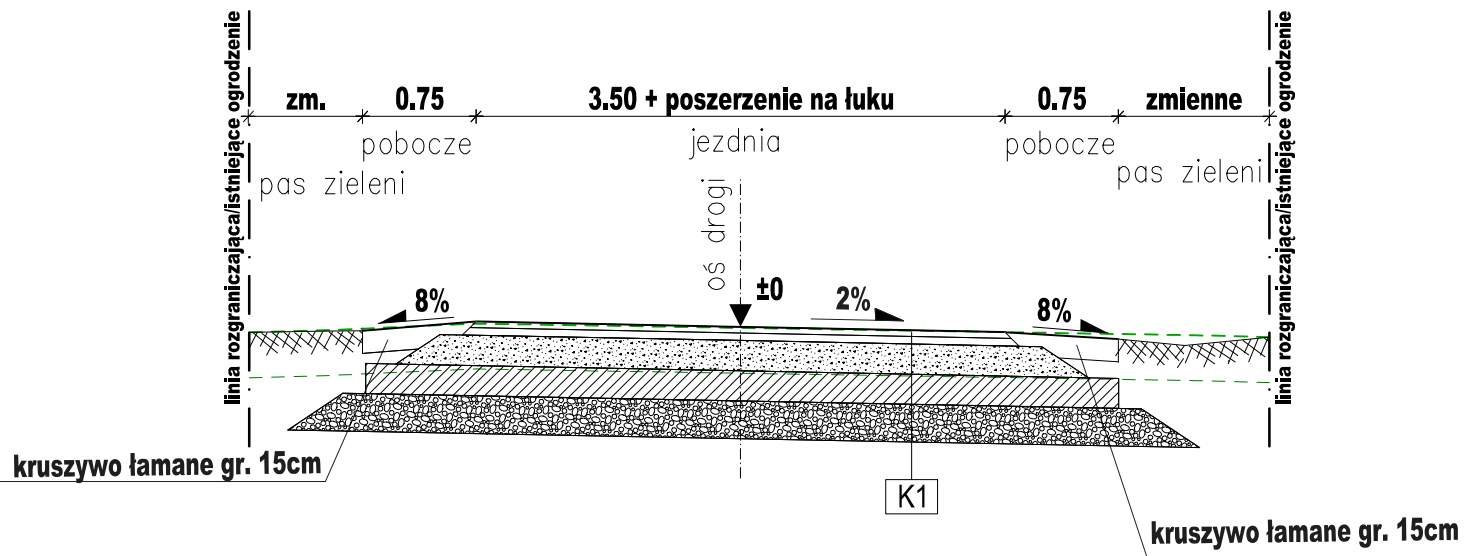 linia rozgraniczająca/istniejące ogrodzenie
zm.
0.75
3.50 + poszerzenie na łuku
0.75
zmienne
pobocze
jezdnia
pobocze
pas zieleni
pas zieleni
oś drogi
±0
8%
2%
8%
kruszywo łamane gr. 15cm
K1
kruszywo łamane gr. 15cm
linia rozgraniczająca/istniejące ogrodzenie